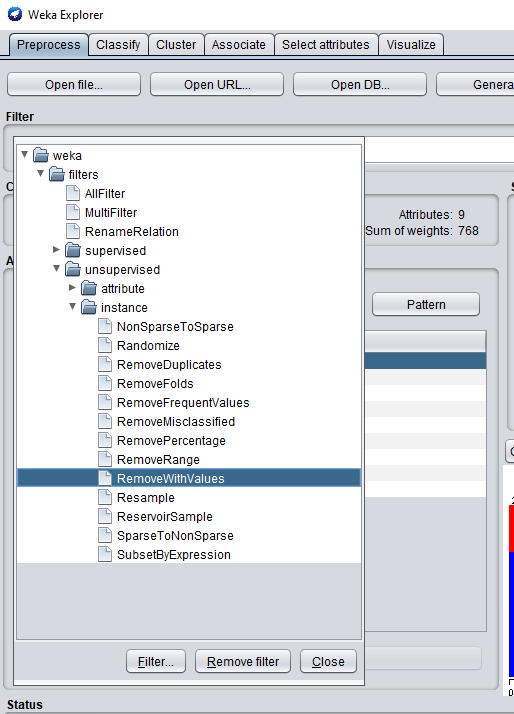 Weka Explorer
Preprocess Classify Cluster Associate Select attributes Visualize
Open file... Open URL... Open DB... Genera
Filter
weka
filters
AllFilter
MultiFilter
RenameRelation
Attributes: 9
Sum of weights: 768
supervised
unsupervised
attribute
instance
Pattern
NonSparseToSparse
Randomize
RemoveDuplicates
RemoveFolds
RemoveFrequentValues
RemoveMisclassified
RemovePercentage
RemoveRange
RemoveWithValues
Resample
ReservoirSample
SparseToNonSparse
SubsetByExpression
Filter... Remove filter Close
Status